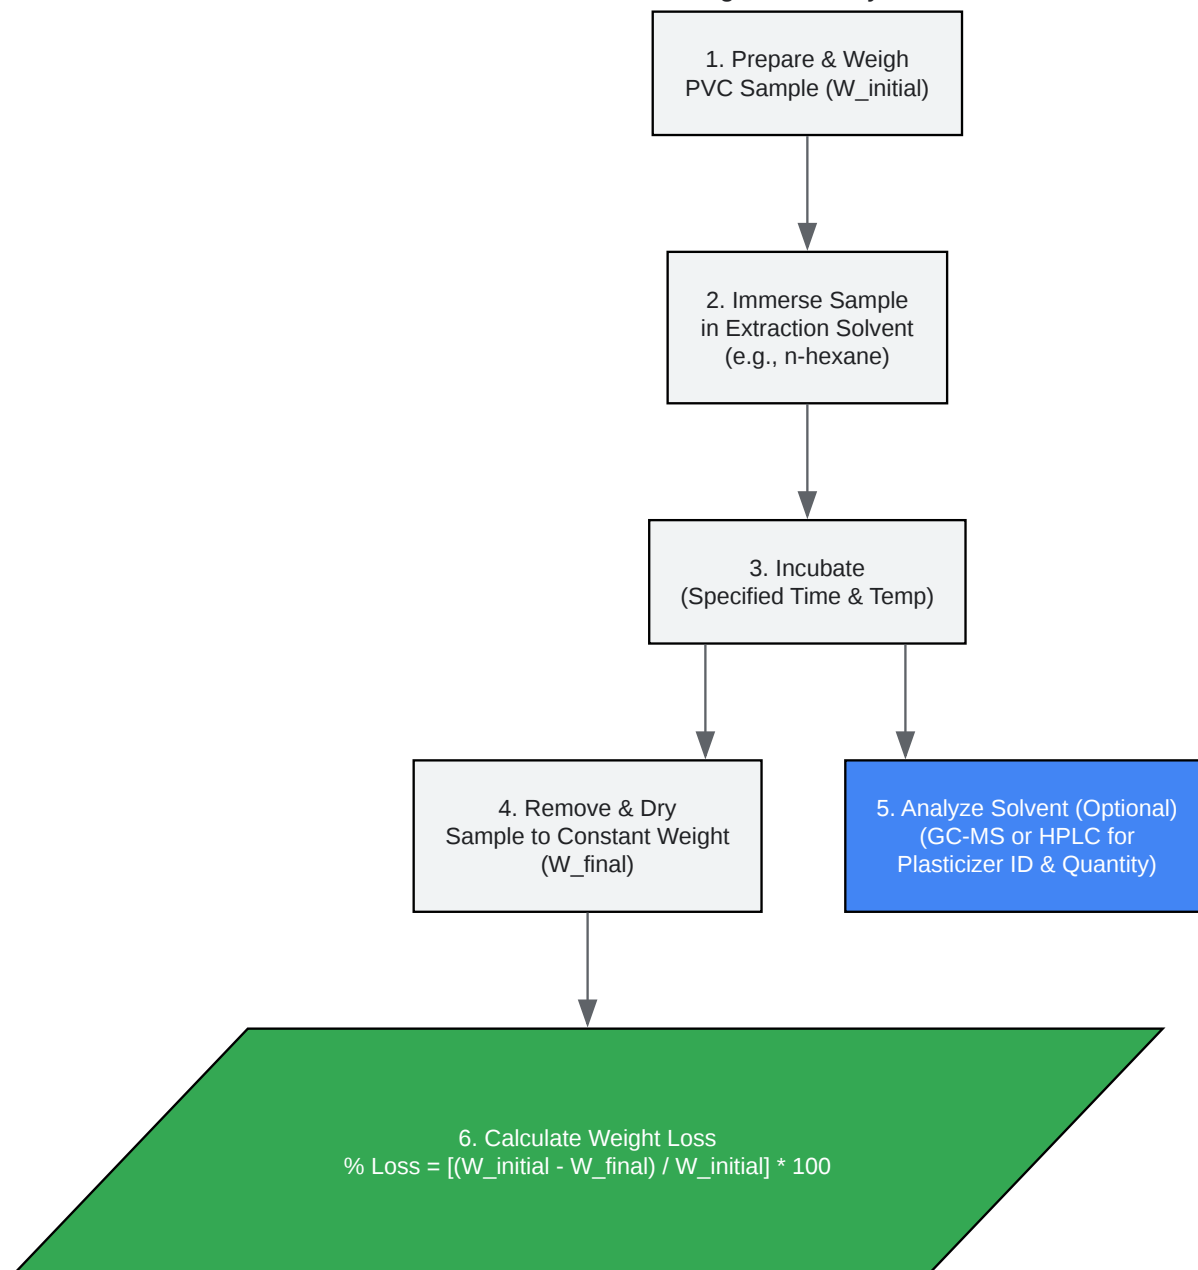 1. Prepare & Weigh
PVC Sample (W_initial)
2. Immerse Sample
in Extraction Solvent
(e.g., n-hexane)
3. Incubate
(Specified Time & Temp)
4. Remove & Dry
Sample to Constant Weight
(W_final)
5. Analyze Solvent (Optional)
(GC-MS or HPLC for
Plasticizer ID & Quantity)
6. Calculate Weight Loss
% Loss = [(W_initial - W_final) / W_initial] * 100